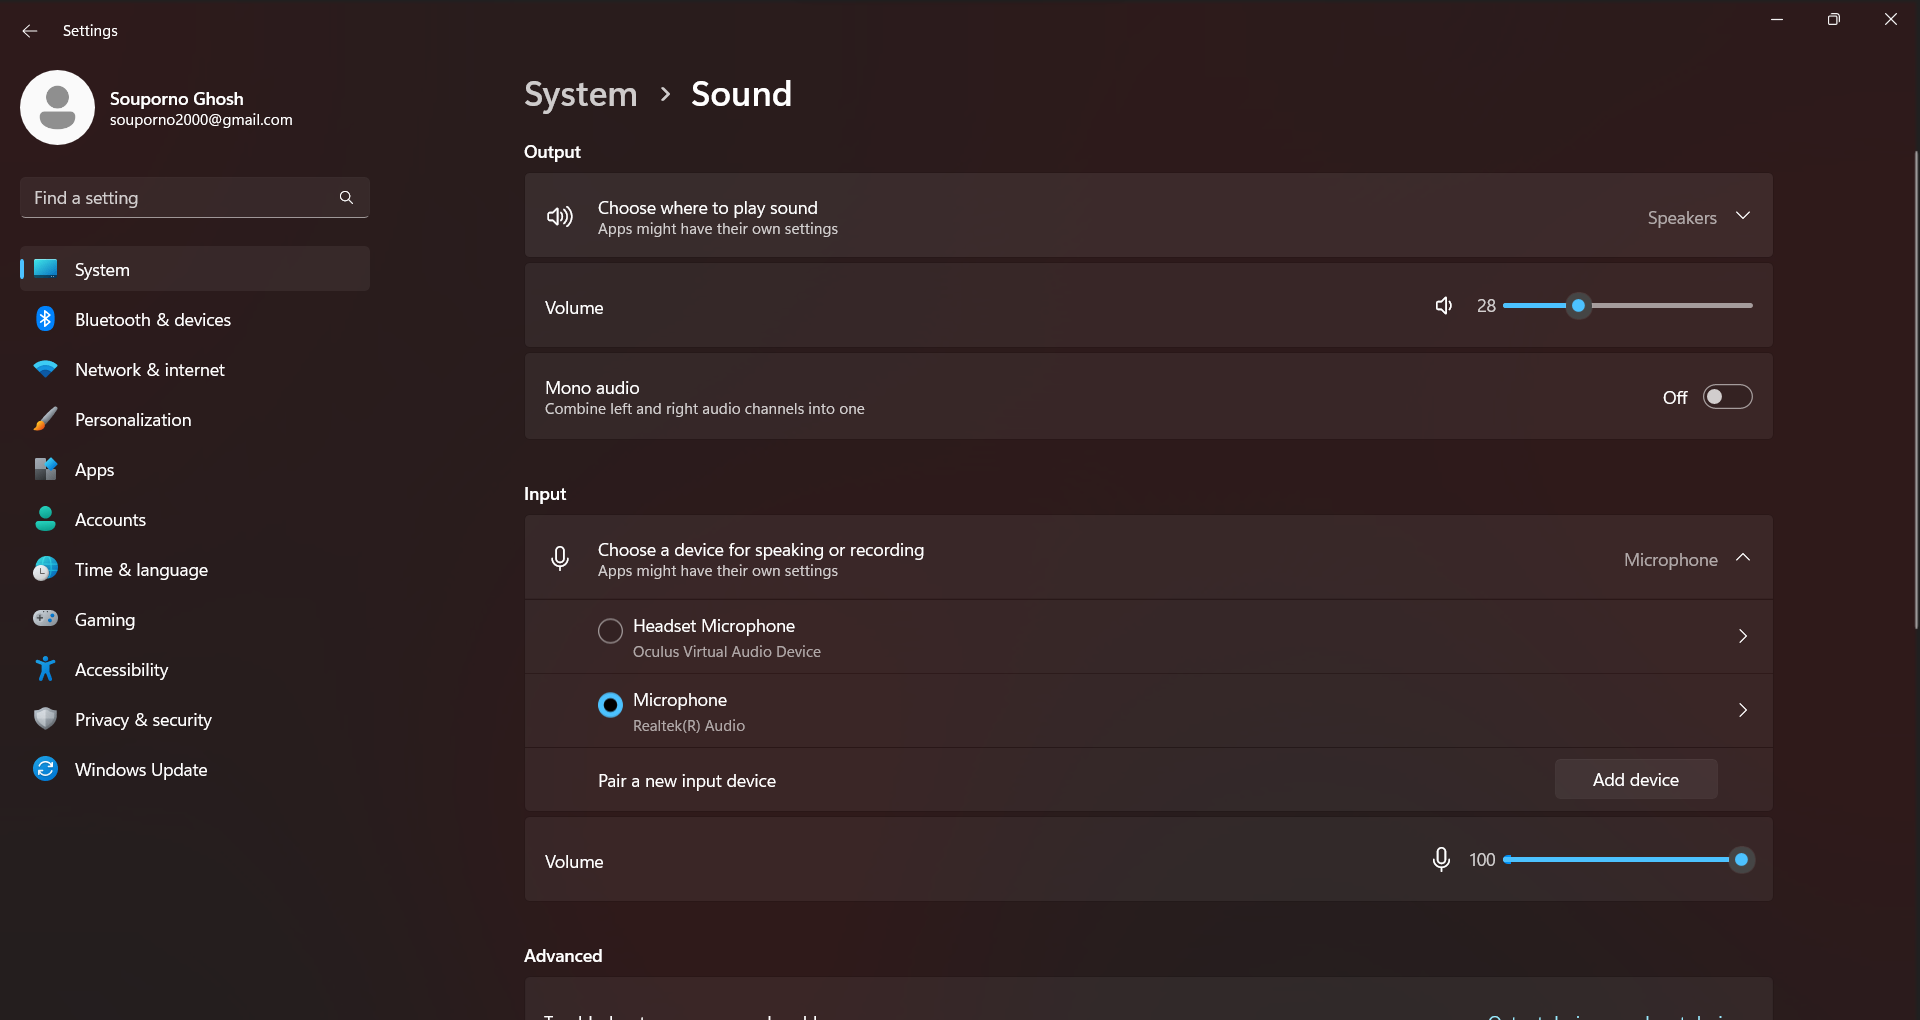 Settings
Souporno Ghosh
souporno2000@gmail.com
Find a setting
System
Bluetooth & devices
Network & internet
Personalization
Apps
Accounts
Time & language
Gaming
Accessibility
Privacy & security
Windows Update
System > Sound
Output
Choose where to play sound
Apps might have their own settings
Speakers
Volume
28
Mono audio
Combine left and right audio channels into one
Off
Input
Choose a device for speaking or recording
Apps might have their own settings
Microphone
Headset Microphone
Oculus Virtual Audio Device
Microphone
Realtek(R) Audio
Pair a new input device
Add device
Volume
100
Advanced